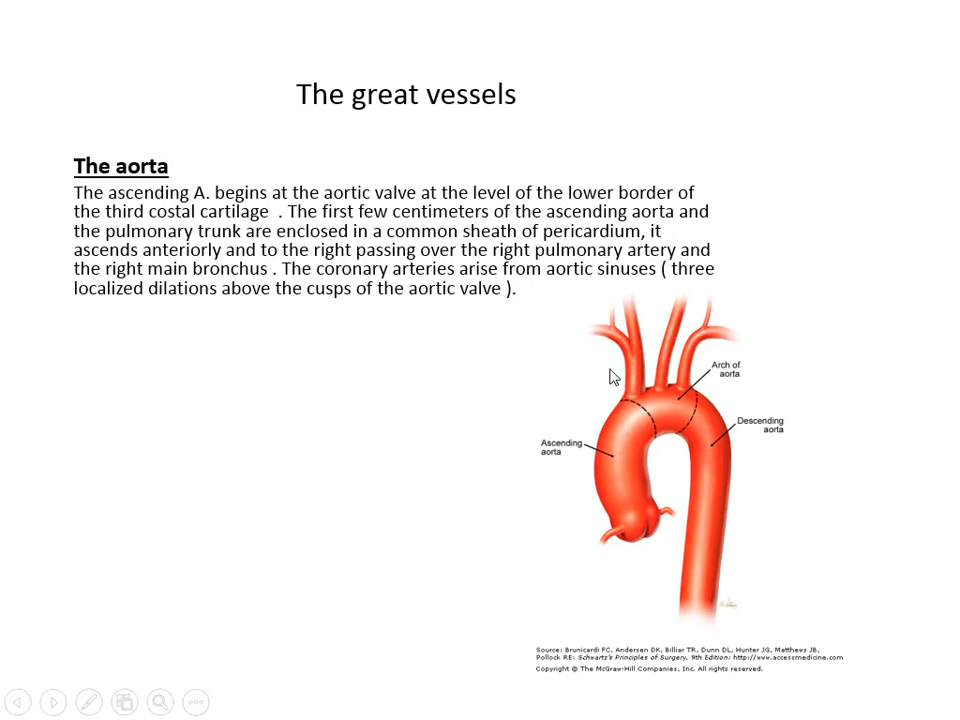 The great vessels
The aorta
The ascending A. begins at the aortic valve at the level of the lower border of
the third costal cartilage . The first few centimeters of the ascending aorta and
the pulmonary trunk are enclosed in a common sheath of pericardium, it
ascends anteriorly and to the right passing over the right pulmonary artery and
the right main bronchus . The coronary arteries arise from aortic sinuses ( three
localized dilations above the cusps of the aortic valve ).
Arch of
aorta
Descending
aorta
Ascending
aorta
Source: Brunicardi FC, Andersen DK, Billiar TR, Dunn DL, Hunter JG, Matthews JB,
Pollock RE: Schwartz's Principles of Surgery, 9th Edition: http://www.accessmedicine.com
Copyright © The McGraw-Hill Companies, Inc. All rights reserved.